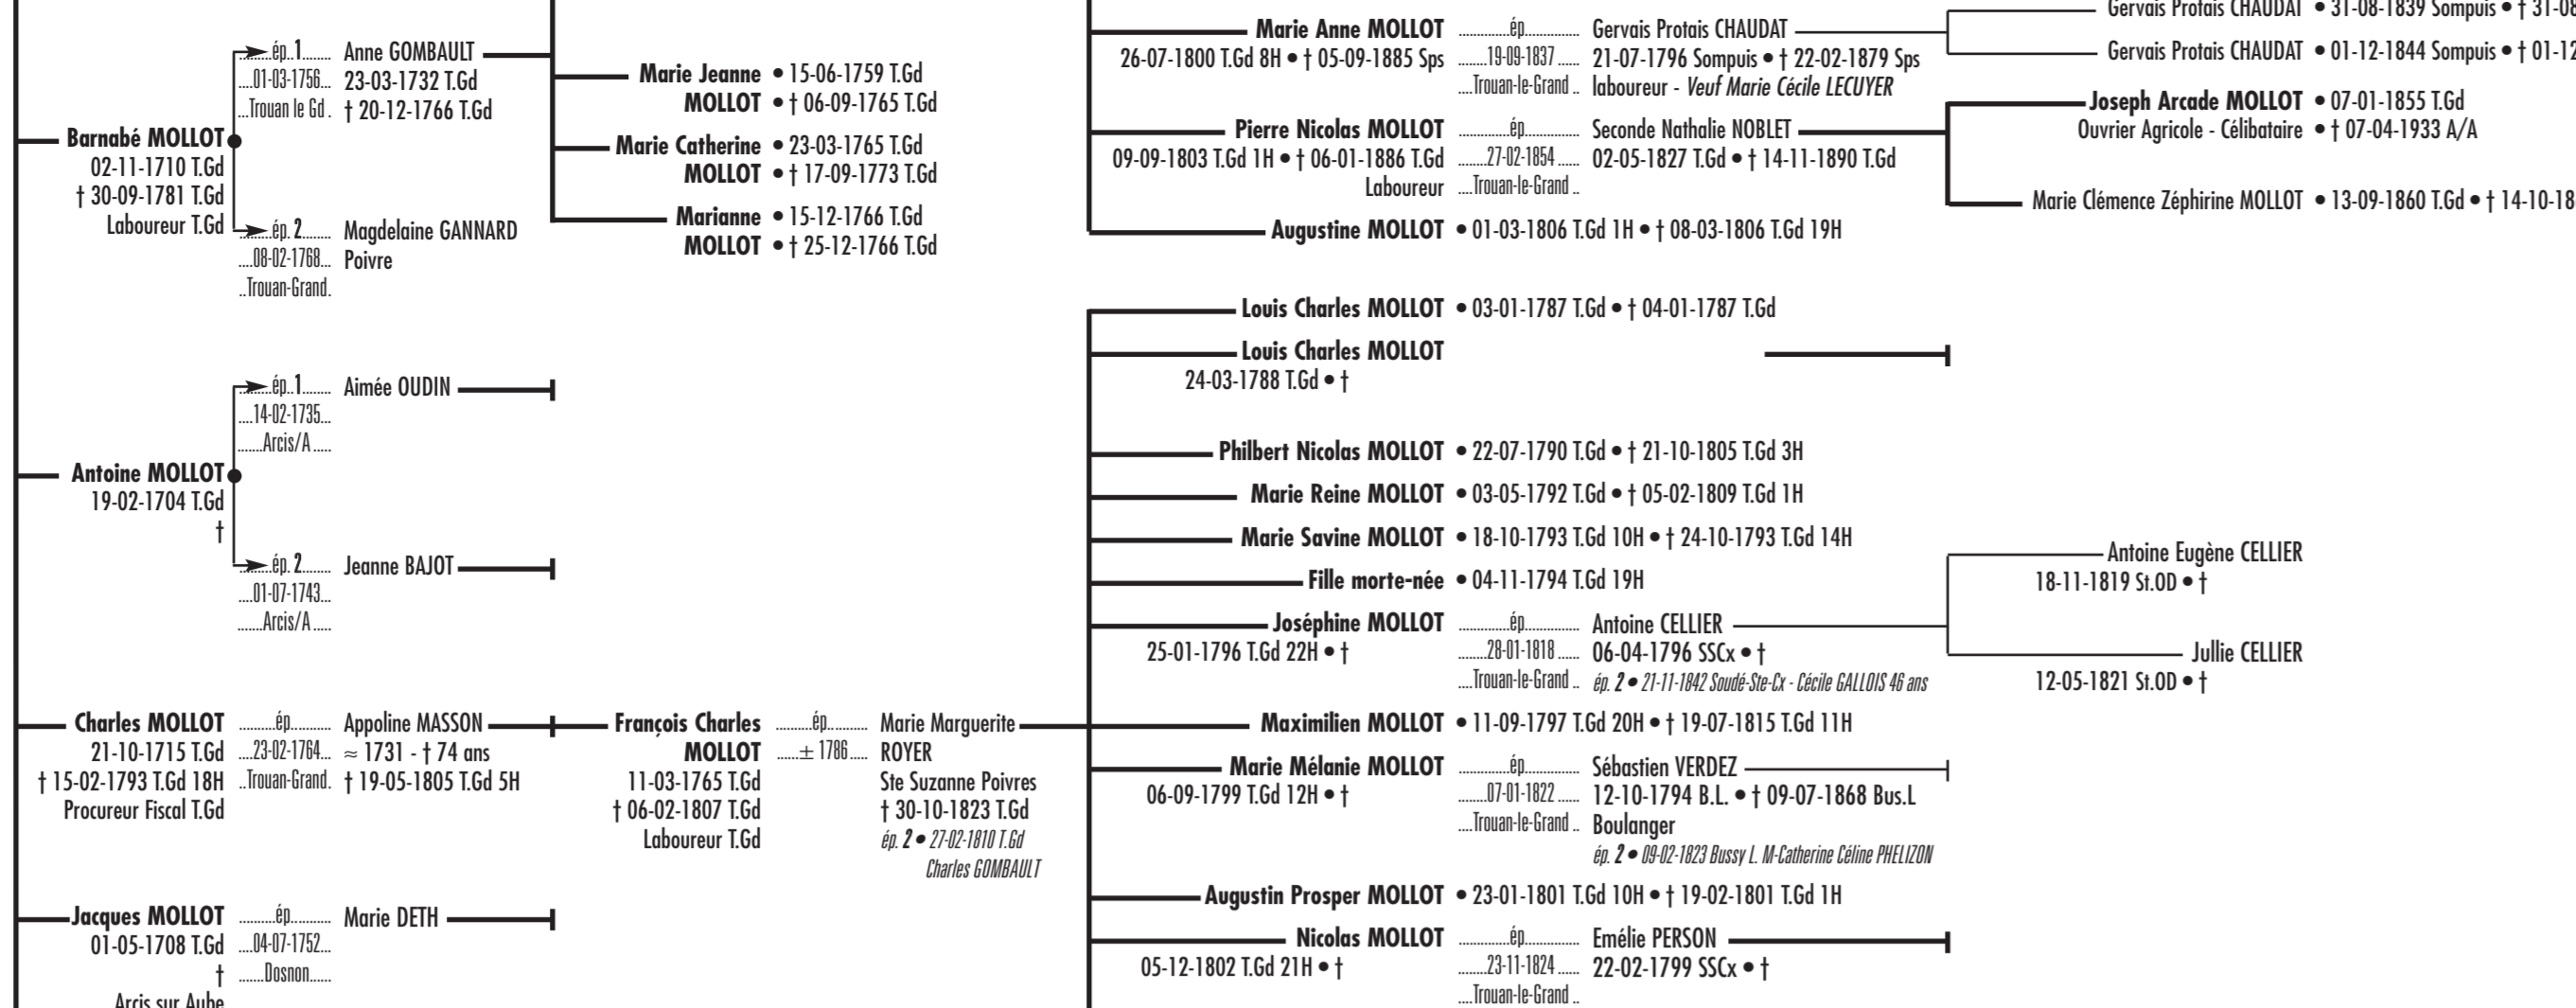 ép. 1 Anne GOMBAULT
01-03-1756 23-03-1732 T.Gd
Trouan le Gd. † 20-12-1766 T.Gd
Barnabé MOLLOT
02-11-1710 T.Gd
† 30-09-1781 T.Gd
Laboureur T.Gd
ép. 2 Magdelaine GANNARD
08-02-1768 Poivre
Trouan-Grand.
Marie Jeanne • 15-06-1759 T.Gd
MOLLOT • † 06-09-1765 T.Gd
Marie Catherine • 23-03-1765 T.Gd
MOLLOT • † 17-09-1773 T.Gd
Marianne • 15-12-1766 T.Gd
MOLLOT • † 25-12-1766 T.Gd
ép. 1 Aimée OUDIN
14-02-1735
Arcis/A
Antoine MOLLOT
19-02-1704 T.Gd
†
ép. 2 Jeanne BAJOT
01-07-1743
Arcis/A
Charles MOLLOT ép. Appoline MASSON
21-10-1715 T.Gd 23-02-1764 ≈ 1731 - † 74 ans
† 15-02-1793 T.Gd 18H Trouan-Grand. † 19-05-1805 T.Gd 5H
Procureur Fiscal T.Gd
François Charles ép. Marie Marguerite
MOLLOT ± 1786 ROYER
11-03-1765 T.Gd Ste Suzanne Poivres
† 06-02-1807 T.Gd † 30-10-1823 T.Gd
Laboureur T.Gd ép. 2 • 27-02-1810 T.Gd
Charles GOMBAULT
Jacques MOLLOT ép. Marie DETH
01-05-1708 T.Gd 04-07-1752
† Dosnon
Arcis sur Aube
Marie Anne MOLLOT ép. Gervais Protais CHAUDAT
26-07-1800 T.Gd 8H • † 05-09-1885 Sps 19-09-1837 21-07-1796 Sompuis • † 22-02-1879 Sps
Trouan-le-Grand laboureur - Veuf Marie Cécile LECUYER
Gervais Protais CHAUDAT • 31-08-1839 Sompuis • † 31-08
Gervais Protais CHAUDAT • 01-12-1844 Sompuis • † 01-12
Pierre Nicolas MOLLOT ép. Seconde Nathalie NOBLET
09-09-1803 T.Gd 1H • † 06-01-1886 T.Gd 27-02-1854 02-05-1827 T.Gd • † 14-11-1890 T.Gd
Laboureur Trouan-le-Grand
Joseph Arcade MOLLOT • 07-01-1855 T.Gd
Ouvrier Agricole - Célibataire • † 07-04-1933 A/A
Marie Clémence Zéphirine MOLLOT • 13-09-1860 T.Gd • † 14-10-18
Augustine MOLLOT • 01-03-1806 T.Gd 1H • † 08-03-1806 T.Gd 19H
Louis Charles MOLLOT • 03-01-1787 T.Gd • † 04-01-1787 T.Gd
Louis Charles MOLLOT
24-03-1788 T.Gd • †
Philbert Nicolas MOLLOT • 22-07-1790 T.Gd • † 21-10-1805 T.Gd 3H
Marie Reine MOLLOT • 03-05-1792 T.Gd • † 05-02-1809 T.Gd 1H
Marie Savine MOLLOT • 18-10-1793 T.Gd 10H • † 24-10-1793 T.Gd 14H
Fille morte-née • 04-11-1794 T.Gd 19H
Joséphine MOLLOT ép. Antoine CELLIER
25-01-1796 T.Gd 22H • † 28-01-1818 06-04-1796 SSCx • †
Trouan-le-Grand ép. 2 • 21-11-1842 Soudé-Ste-Cx - Cécile GALLOIS 46 ans
Antoine Eugène CELLIER
18-11-1819 St.OD • †
Jullie CELLIER
12-05-1821 St.OD • †
Maximilien MOLLOT • 11-09-1797 T.Gd 20H • † 19-07-1815 T.Gd 11H
Marie Mélanie MOLLOT ép. Sébastien VERDEZ
06-09-1799 T.Gd 12H • † 07-01-1822 12-10-1794 B.L. • † 09-07-1868 Bus.L
Trouan-le-Grand Boulanger
ép. 2 • 09-02-1823 Bussy L. M-Catherine Céline PHELIZON
Augustin Prosper MOLLOT • 23-01-1801 T.Gd 10H • † 19-02-1801 T.Gd 1H
Nicolas MOLLOT ép. Emélie PERSON
05-12-1802 T.Gd 21H • † 23-11-1824 22-02-1799 SSCx • †
Trouan-le-Grand